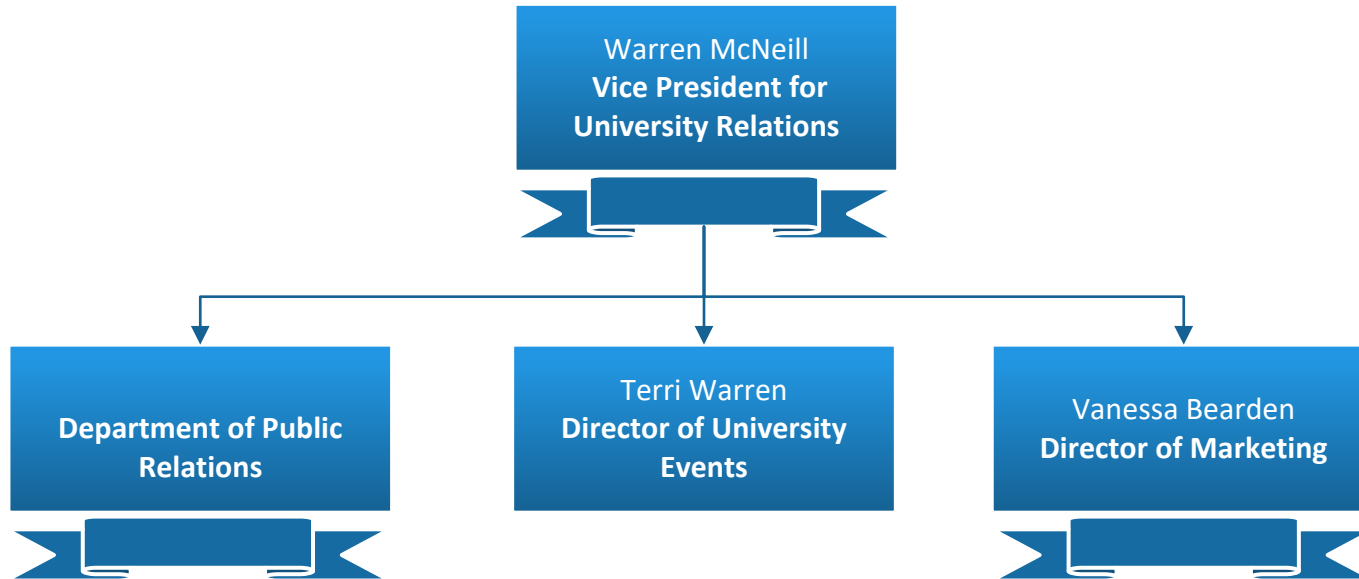 Warren McNeill
Vice President for
University Relations
Department of Public
Relations
Terri Warren
Director of University
Events
Vanessa Bearden
Director of Marketing